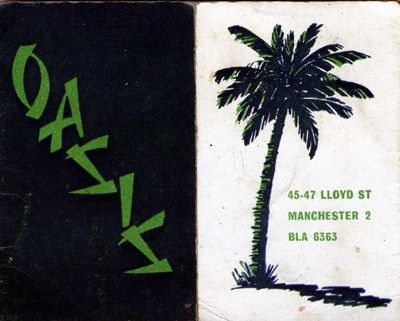 OASIS
45-47 LLOYD ST
MANCHESTER 2
BLA 6363